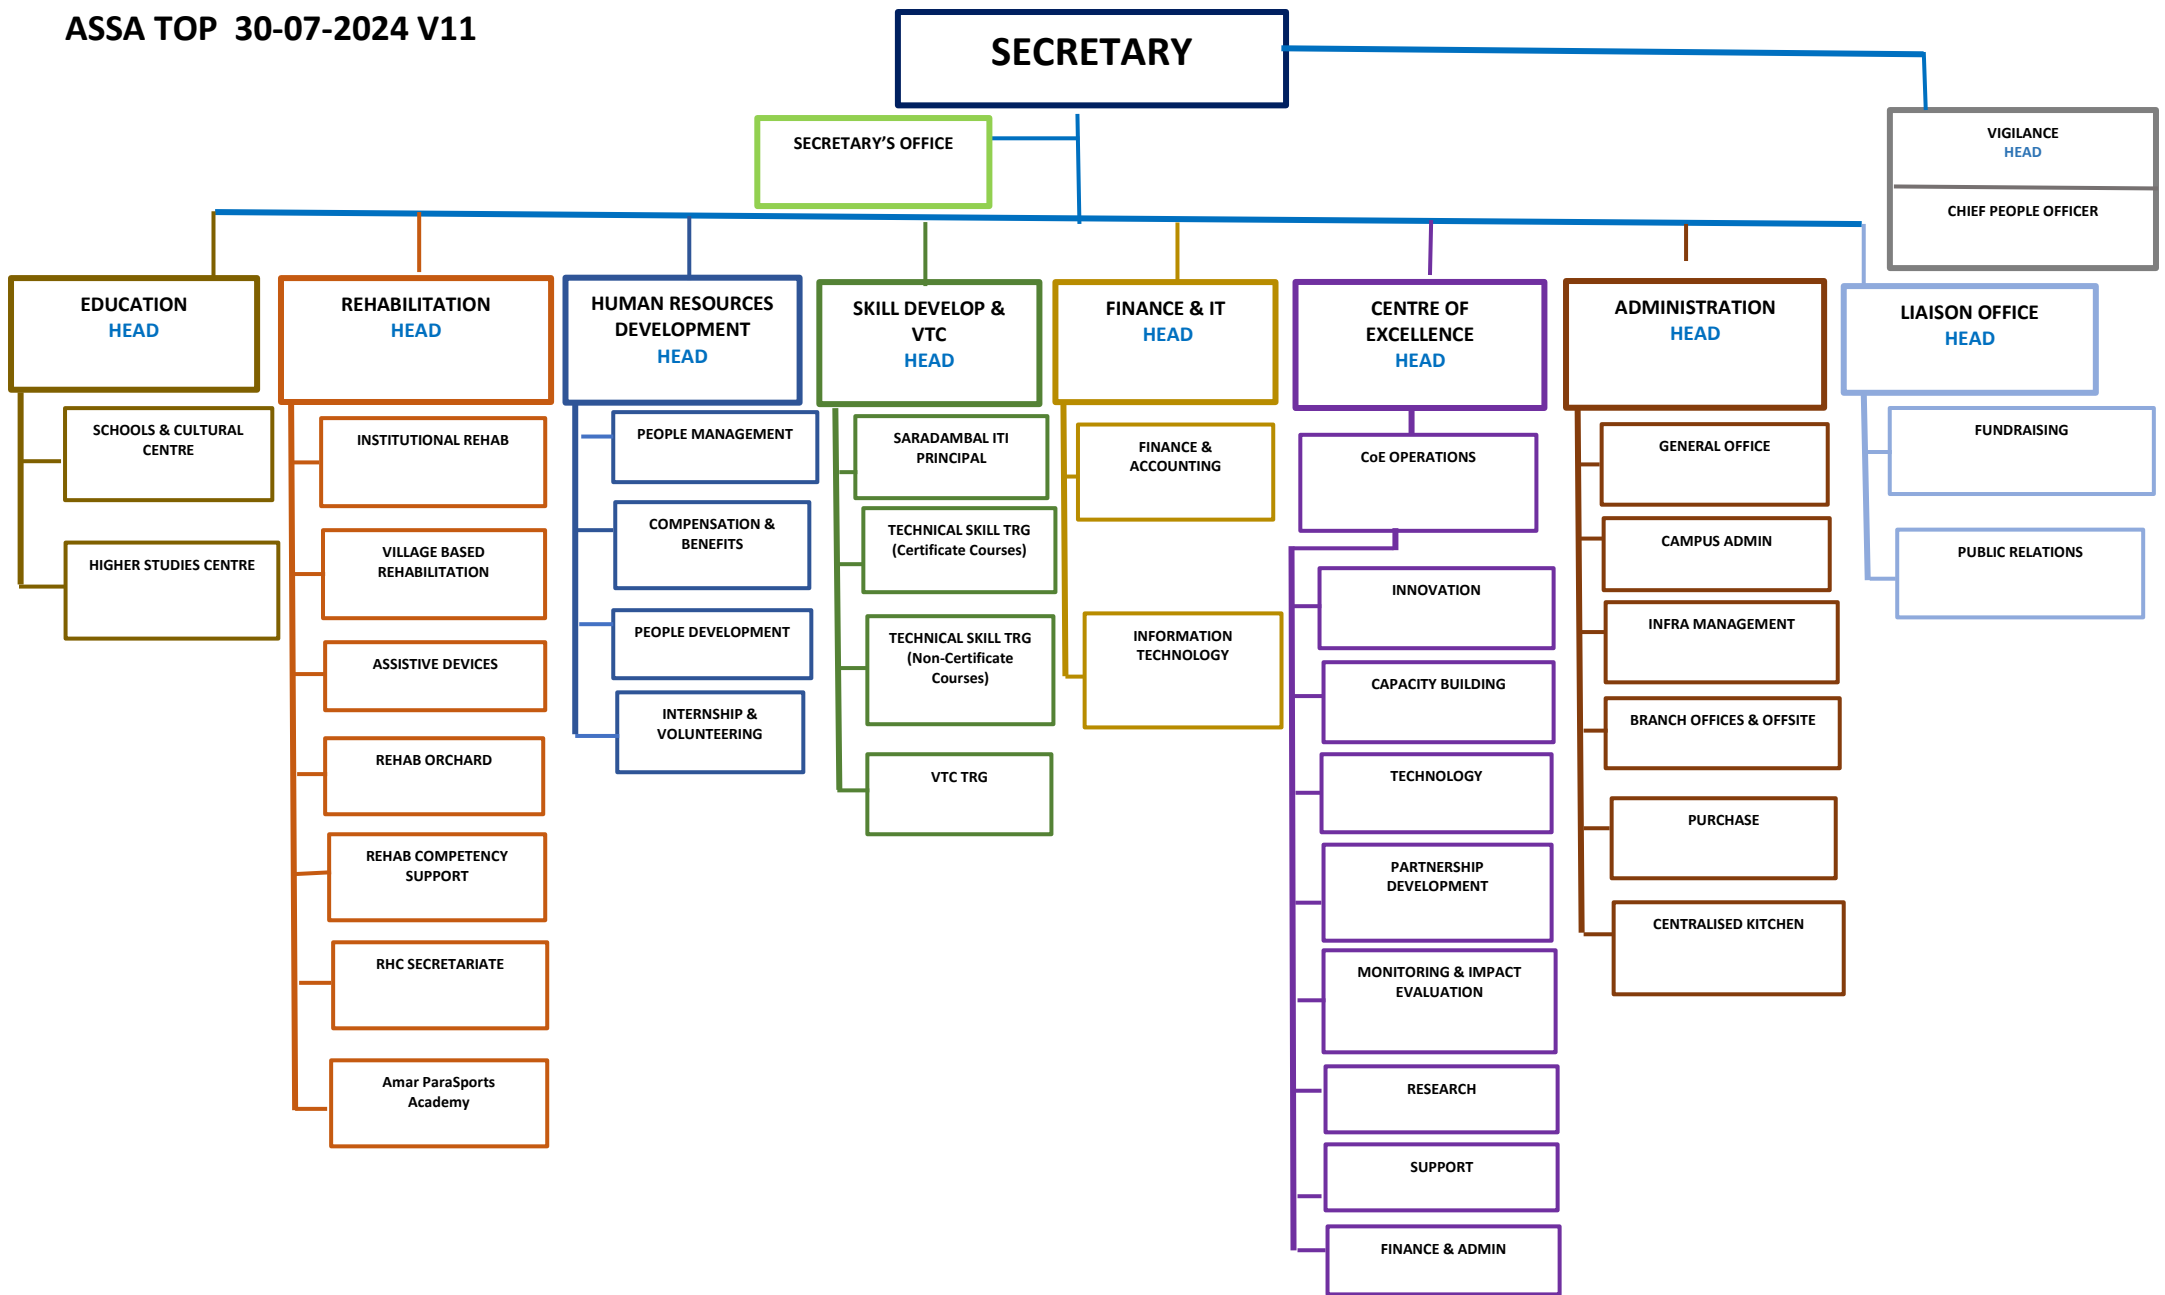 ASSA TOP 30-07-2024 V11
SECRETARY
SECRETARY’S OFFICE
VIGILANCE
HEAD
CHIEF PEOPLE OFFICER
EDUCATION
HEAD
SCHOOLS & CULTURAL
CENTRE
HIGHER STUDIES CENTRE
REHABILITATION
HEAD
INSTITUTIONAL REHAB
VILLAGE BASED
REHABILITATION
ASSISTIVE DEVICES
REHAB ORCHARD
REHAB COMPETENCY
SUPPORT
RHC SECRETARIATE
Amar ParaSports
Academy
HUMAN RESOURCES
DEVELOPMENT
HEAD
PEOPLE MANAGEMENT
COMPENSATION &
BENEFITS
PEOPLE DEVELOPMENT
INTERNSHIP &
VOLUNTEERING
SKILL DEVELOP &
VTC
HEAD
SARADAMBAL ITI
PRINCIPAL
TECHNICAL SKILL TRG
(Certificate Courses)
TECHNICAL SKILL TRG
(Non-Certificate
Courses)
VTC TRG
FINANCE & IT
HEAD
FINANCE &
ACCOUNTING
INFORMATION
TECHNOLOGY
CENTRE OF
EXCELLENCE
HEAD
CoE OPERATIONS
INNOVATION
CAPACITY BUILDING
TECHNOLOGY
PARTNERSHIP
DEVELOPMENT
MONITORING & IMPACT
EVALUATION
RESEARCH
SUPPORT
FINANCE & ADMIN
ADMINISTRATION
HEAD
GENERAL OFFICE
CAMPUS ADMIN
INFRA MANAGEMENT
BRANCH OFFICES & OFFSITE
PURCHASE
CENTRALISED KITCHEN
LIAISON OFFICE
HEAD
FUNDRAISING
PUBLIC RELATIONS